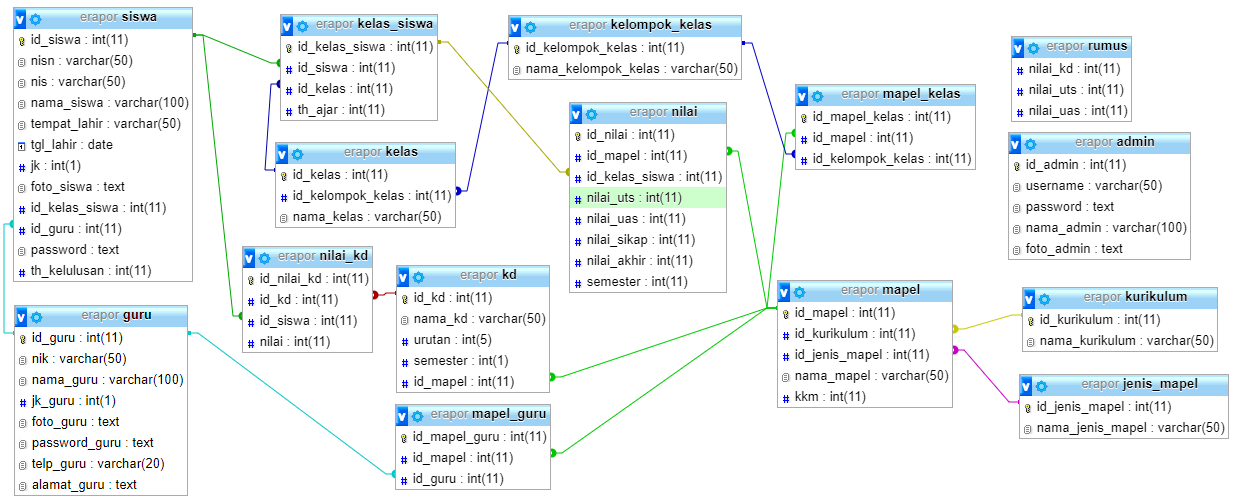 erapor siswa
id_siswa : int(11)
nisn : varchar(50)
nis : varchar(50)
nama_siswa : varchar(100)
tempat_lahir : varchar(50)
tgl_lahir : date
jk : int(1)
foto_siswa : text
id_kelas_siswa : int(11)
id_guru : int(11)
password : text
th_kelulusan : int(11)
erapor guru
id_guru : int(11)
nik : varchar(50)
nama_guru : varchar(100)
jk_guru : int(1)
foto_guru : text
password_guru : text
telp_guru : varchar(20)
alamat_guru : text
erapor kelas_siswa
id_kelas_siswa : int(11)
id_siswa : int(11)
id_kelas : int(11)
th_ajar : int(11)
erapor kelas
id_kelas : int(11)
id_kelompok_kelas : int(11)
nama_kelas : varchar(50)
erapor nilai_kd
id_nilai_kd : int(11)
id_kd : int(11)
id_siswa : int(11)
nilai : int(11)
erapor kd
id_kd : int(11)
nama_kd : varchar(50)
urutan : int(5)
semester : int(1)
id_mapel : int(11)
erapor mapel_guru
id_mapel_guru : int(11)
id_mapel : int(11)
id_guru : int(11)
erapor kelompok_kelas
id_kelompok_kelas : int(11)
nama_kelompok_kelas : varchar(50)
erapor nilai
id_nilai : int(11)
id_mapel : int(11)
id_kelas_siswa : int(11)
nilai_uts : int(11)
nilai_uas : int(11)
nilai_sikap : int(11)
nilai_akhir : int(11)
semester : int(11)
erapor mapel_kelas
id_mapel_kelas : int(11)
id_mapel : int(11)
id_kelompok_kelas : int(11)
erapor mapel
id_mapel : int(11)
id_kurikulum : int(11)
id_jenis_mapel : int(11)
nama_mapel : varchar(50)
kkm : int(11)
erapor rumus
nilai_kd : int(11)
nilai_uts : int(11)
nilai_uas : int(11)
erapor admin
id_admin : int(11)
username : varchar(50)
password : text
nama_admin : varchar(100)
foto_admin : text
erapor kurikulum
id_kurikulum : int(11)
nama_kurikulum : varchar(50)
erapor jenis_mapel
id_jenis_mapel : int(11)
nama_jenis_mapel : varchar(50)